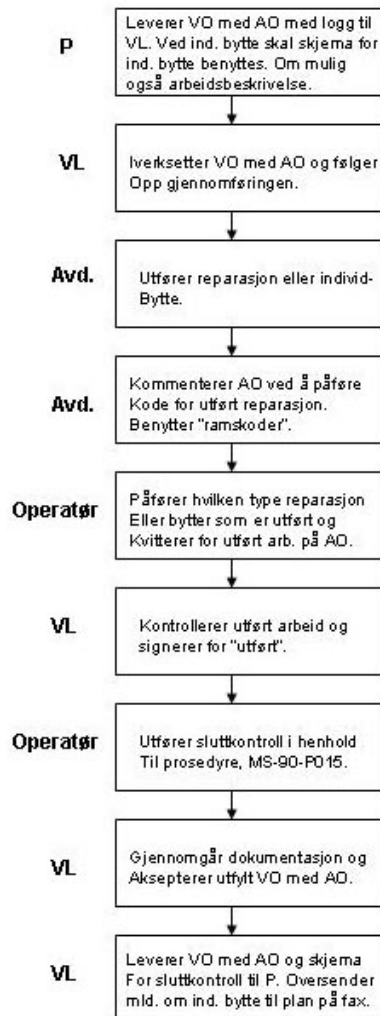 P
Leverer VO med AO med logg til
VL. Ved ind. bytte skal skjema for
ind. bytte benyttes. Om mulig
også arbeidsbeskrivelse.
VL
Iverksetter VO med AO og følger
Opp gjennomføringen.
Avd.
Utfører reparasjon eller individ-
Bytte.
Avd.
Kommenterer AO ved å påføre
Kode for utført reparasjon.
Benytter "ramskoder".
Operatør
Påfører hvilken type reparasjon
Eller bytter som er utført og
Kvitterer for utført arb. på AO.
VL
Kontrollerer utført arbeid og
signerer for "utført".
Operatør
Utfører sluttkontroll i henhold
Til prosedyre, MS-90-P015.
VL
Gjennomgår dokumentasjon og
Aksepterer utfylt VO med AO.
VL
Leverer VO med AO og skjema
For sluttkontroll til P. Oversender
mld. om ind. bytte til plan på fax.